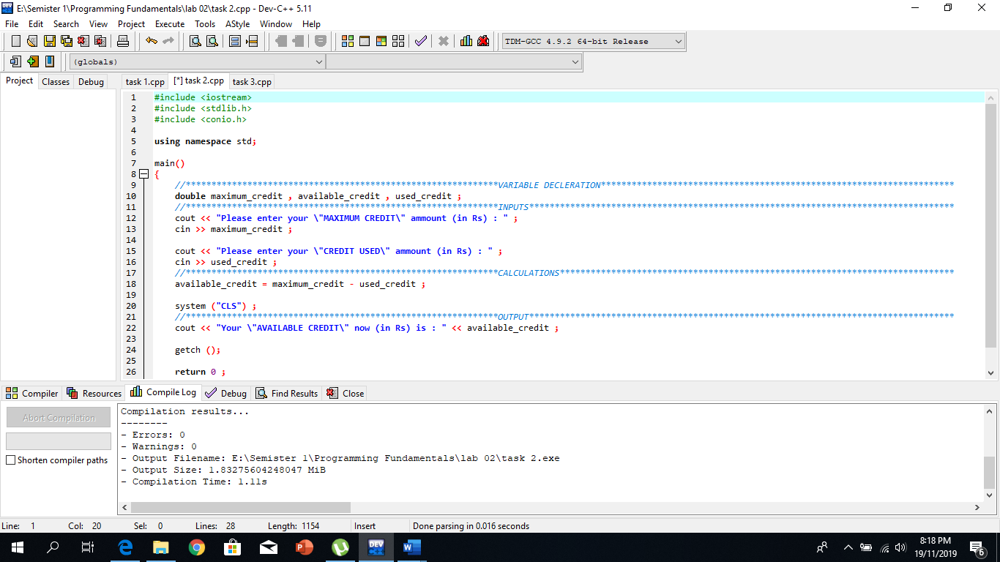 E:\Semister 1\Programming Fundamentals\lab 02\task 2.cpp - Dev-C++ 5.11
File Edit Search View Project Execute Tools AStyle Window Help
TDM-GCC 4.9.2 64-bit Release
(globals)
Project Classes Debug task 1.cpp [*] task 2.cpp task 3.cpp
1 #include <iostream>
2 #include <stdlib.h>
3 #include <conio.h>
4
5 using namespace std;
6
7 main()
8 {
9 //*************************************************************VARIABLE DECLERATION*********************************************************************
10 double maximum_credit , available_credit , used_credit ;
11 //*************************************************************INPUTS***********************************************************************************
12 cout << "Please enter your \"MAXIMUM CREDIT\" ammount (in Rs) : " ;
13 cin >> maximum_credit ;
14
15 cout << "Please enter your \"CREDIT USED\" ammount (in Rs) : " ;
16 cin >> used_credit ;
17 //*************************************************************CALCULATIONS*****************************************************************************
18 available_credit = maximum_credit - used_credit ;
19
20 system ("CLS") ;
21 //*************************************************************OUTPUT***********************************************************************************
22 cout << "Your \"AVAILABLE CREDIT\" now (in Rs) is : " << available_credit ;
23
24 getch ();
25
26 return 0 ;
Compiler Resources Compile Log Debug Find Results Close
Abort Compilation
Shorten compiler paths
Compilation results...
--------
- Errors: 0
- Warnings: 0
- Output Filename: E:\Semister 1\Programming Fundamentals\lab 02\task 2.exe
- Output Size: 1.83275604248047 MiB
- Compilation Time: 1.11s
Line: 1 Col: 20 Sel: 0 Lines: 28 Length: 1154 Insert Done parsing in 0.016 seconds
DEV
8:18 PM
19/11/2019
6